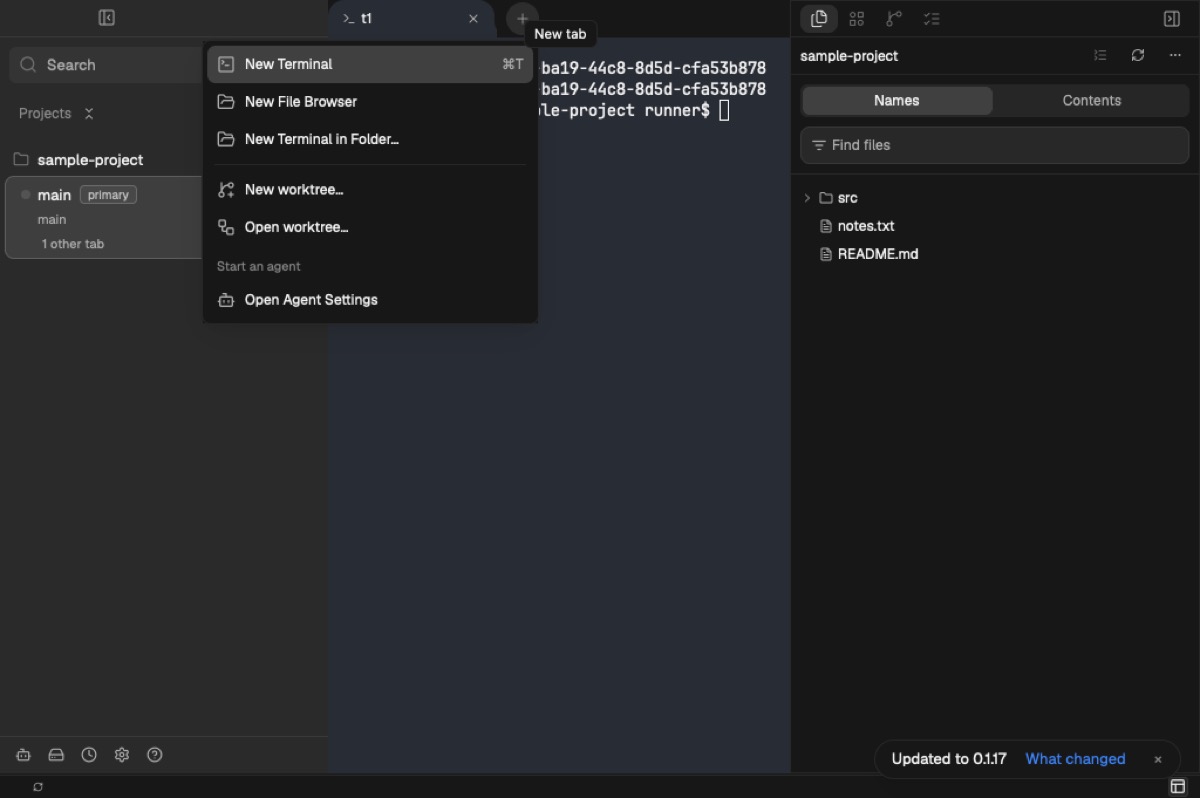 t1
New tab
Search
Projects
sample-project
main primary
main
1 other tab
New Terminal ⌘T
New File Browser
New Terminal in Folder…
New worktree…
Open worktree…
Start an agent
Open Agent Settings
-ba19-44c8-8d5d-cfa53b878
-ba19-44c8-8d5d-cfa53b878
le-project runner$
sample-project
Names Contents
Find files
src
notes.txt
README.md
Updated to 0.1.17 What changed